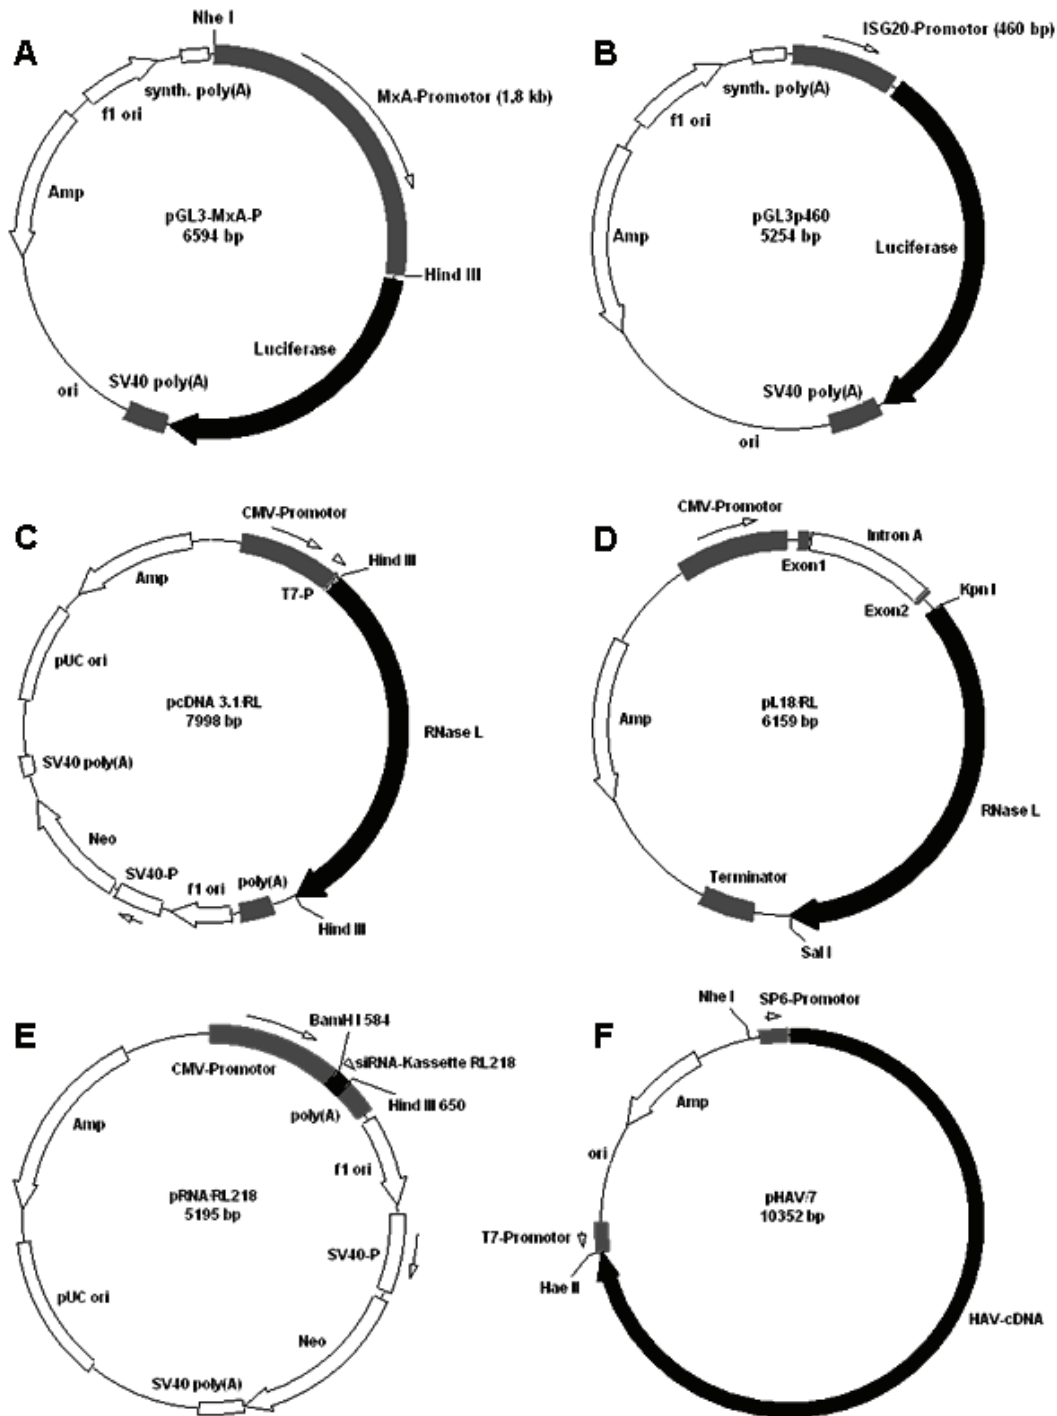 A
Nhe I
synth. poly(A)
f1 ori
MxA-Promotor (1,8 kb)
Amp
pGL3-MxA-P
6594 bp
Hind III
Luciferase
SV40 poly(A)
ori
B
ISG20-Promotor (460 bp)
synth. poly(A)
f1 ori
Amp
pGL3p460
5254 bp
Luciferase
SV40 poly(A)
ori
C
CMV-Promotor
Hind III
Amp
T7-P
pUC ori
pcDNA 3.1/RL
7998 bp
RNase L
SV40 poly(A)
Neo
SV40-P
f1 ori
poly(A)
Hind III
D
CMV-Promotor
Intron A
Exon1
Kpn I
Exon2
Amp
pL18/RL
6159 bp
RNase L
Terminator
Sal I
E
BamH I 584
CMV-Promotor
siRNA-Kassette RL218
Hind III 650
poly(A)
Amp
f1 ori
pRNA/RL218
5195 bp
SV40-P
pUC ori
Neo
SV40 poly(A)
F
Nhe I
SP6-Promotor
Amp
ori
pHAV/7
10352 bp
T7-Promotor
Hae II
HAV-cDNA